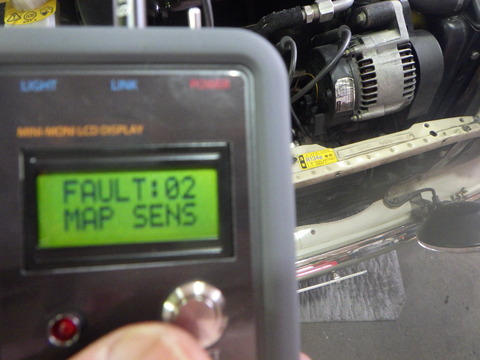 LIGHT LINK POWER
MINI-MONI LCD DISPLAY
FAULT:02
MAP SENS